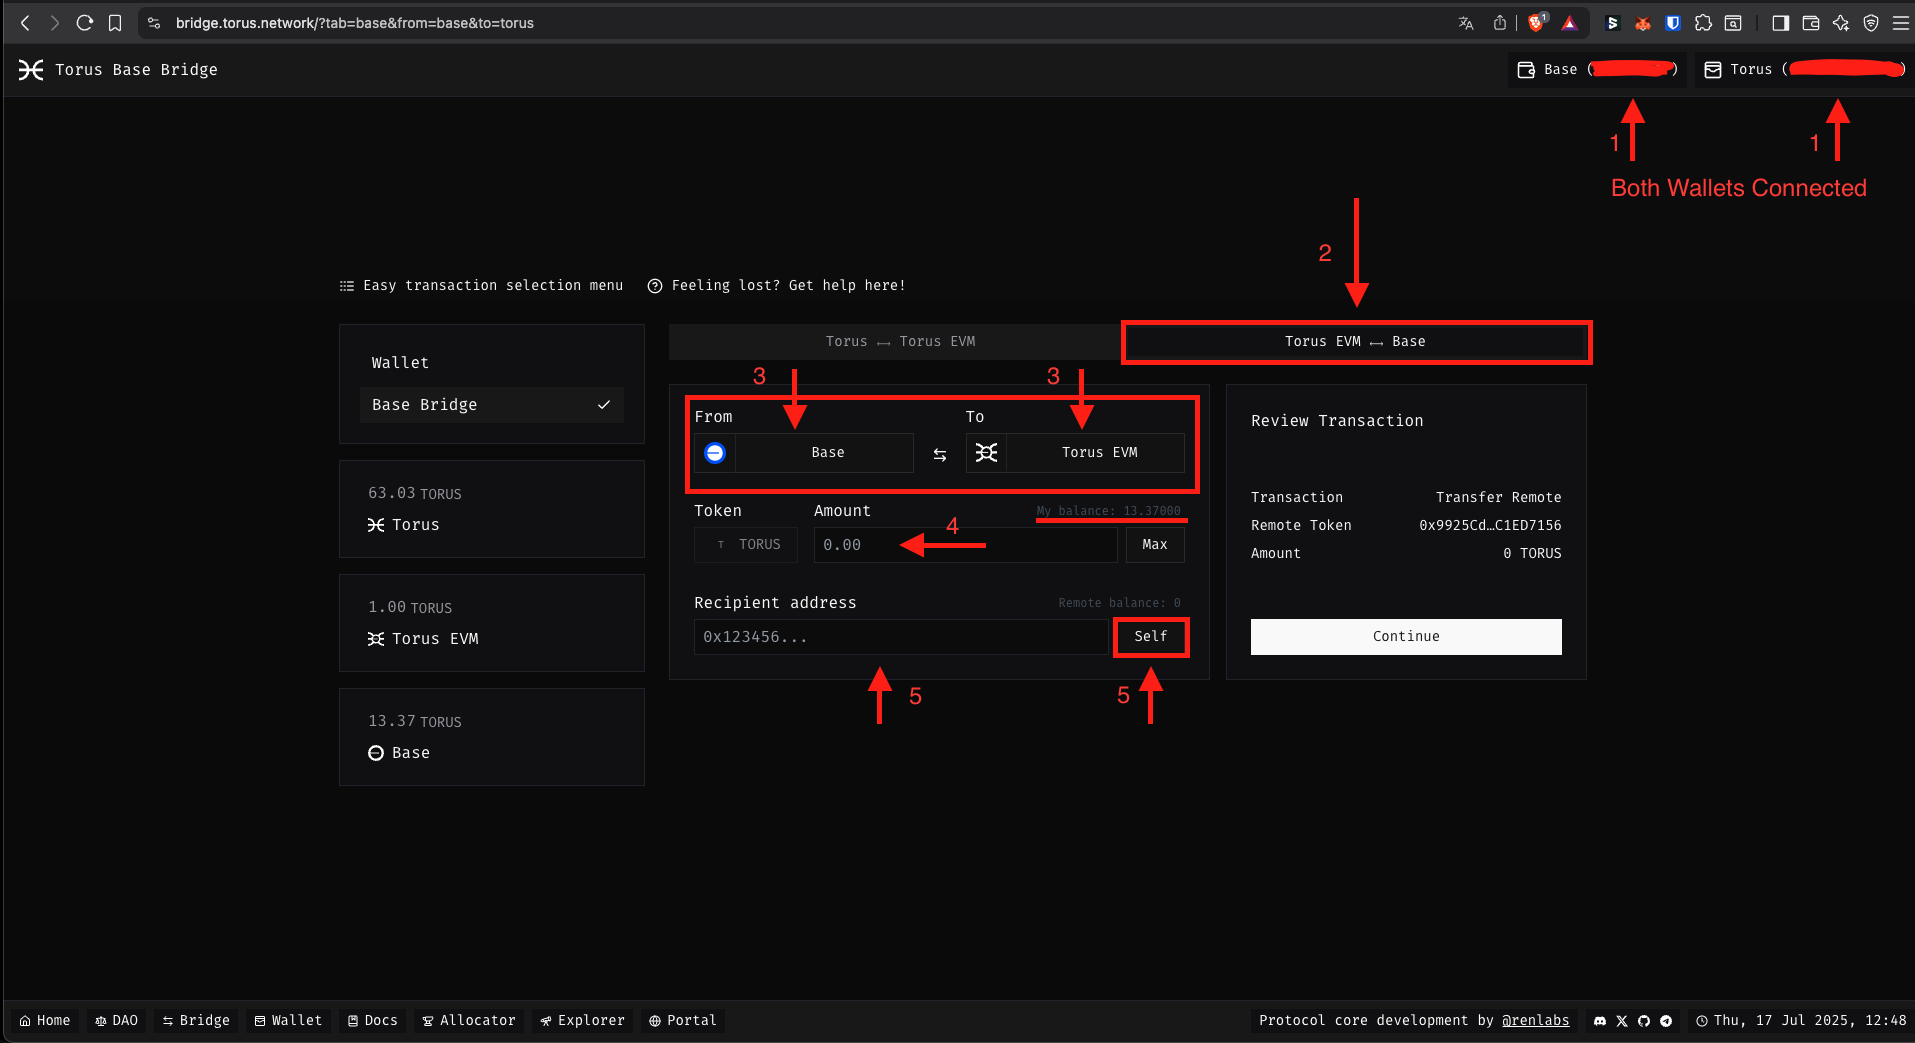 bridge.torus.network/?tab=base&from=base&to=torus
1
Torus Base Bridge
Base (
)
Torus (
)
1
1
Both Wallets Connected
2
Easy transaction selection menu
Feeling lost? Get help here!
Wallet
Base Bridge
63.03 TORUS
Torus
1.00 TORUS
Torus EVM
13.37 TORUS
Base
Torus ⟷ Torus EVM
Torus EVM ⟷ Base
3
3
From
To
Base
Torus EVM
Token
Amount
My balance: 13.37000
4
T TORUS
0.00
Max
Recipient address
Remote balance: 0
0x123456...
Self
5
5
Review Transaction
Transaction
Transfer Remote
Remote Token
0x9925Cd…C1ED7156
Amount
0 TORUS
Continue
Home
DAO
Bridge
Wallet
Docs
Allocator
Explorer
Portal
Protocol core development by @renlabs
Thu, 17 Jul 2025, 12:48